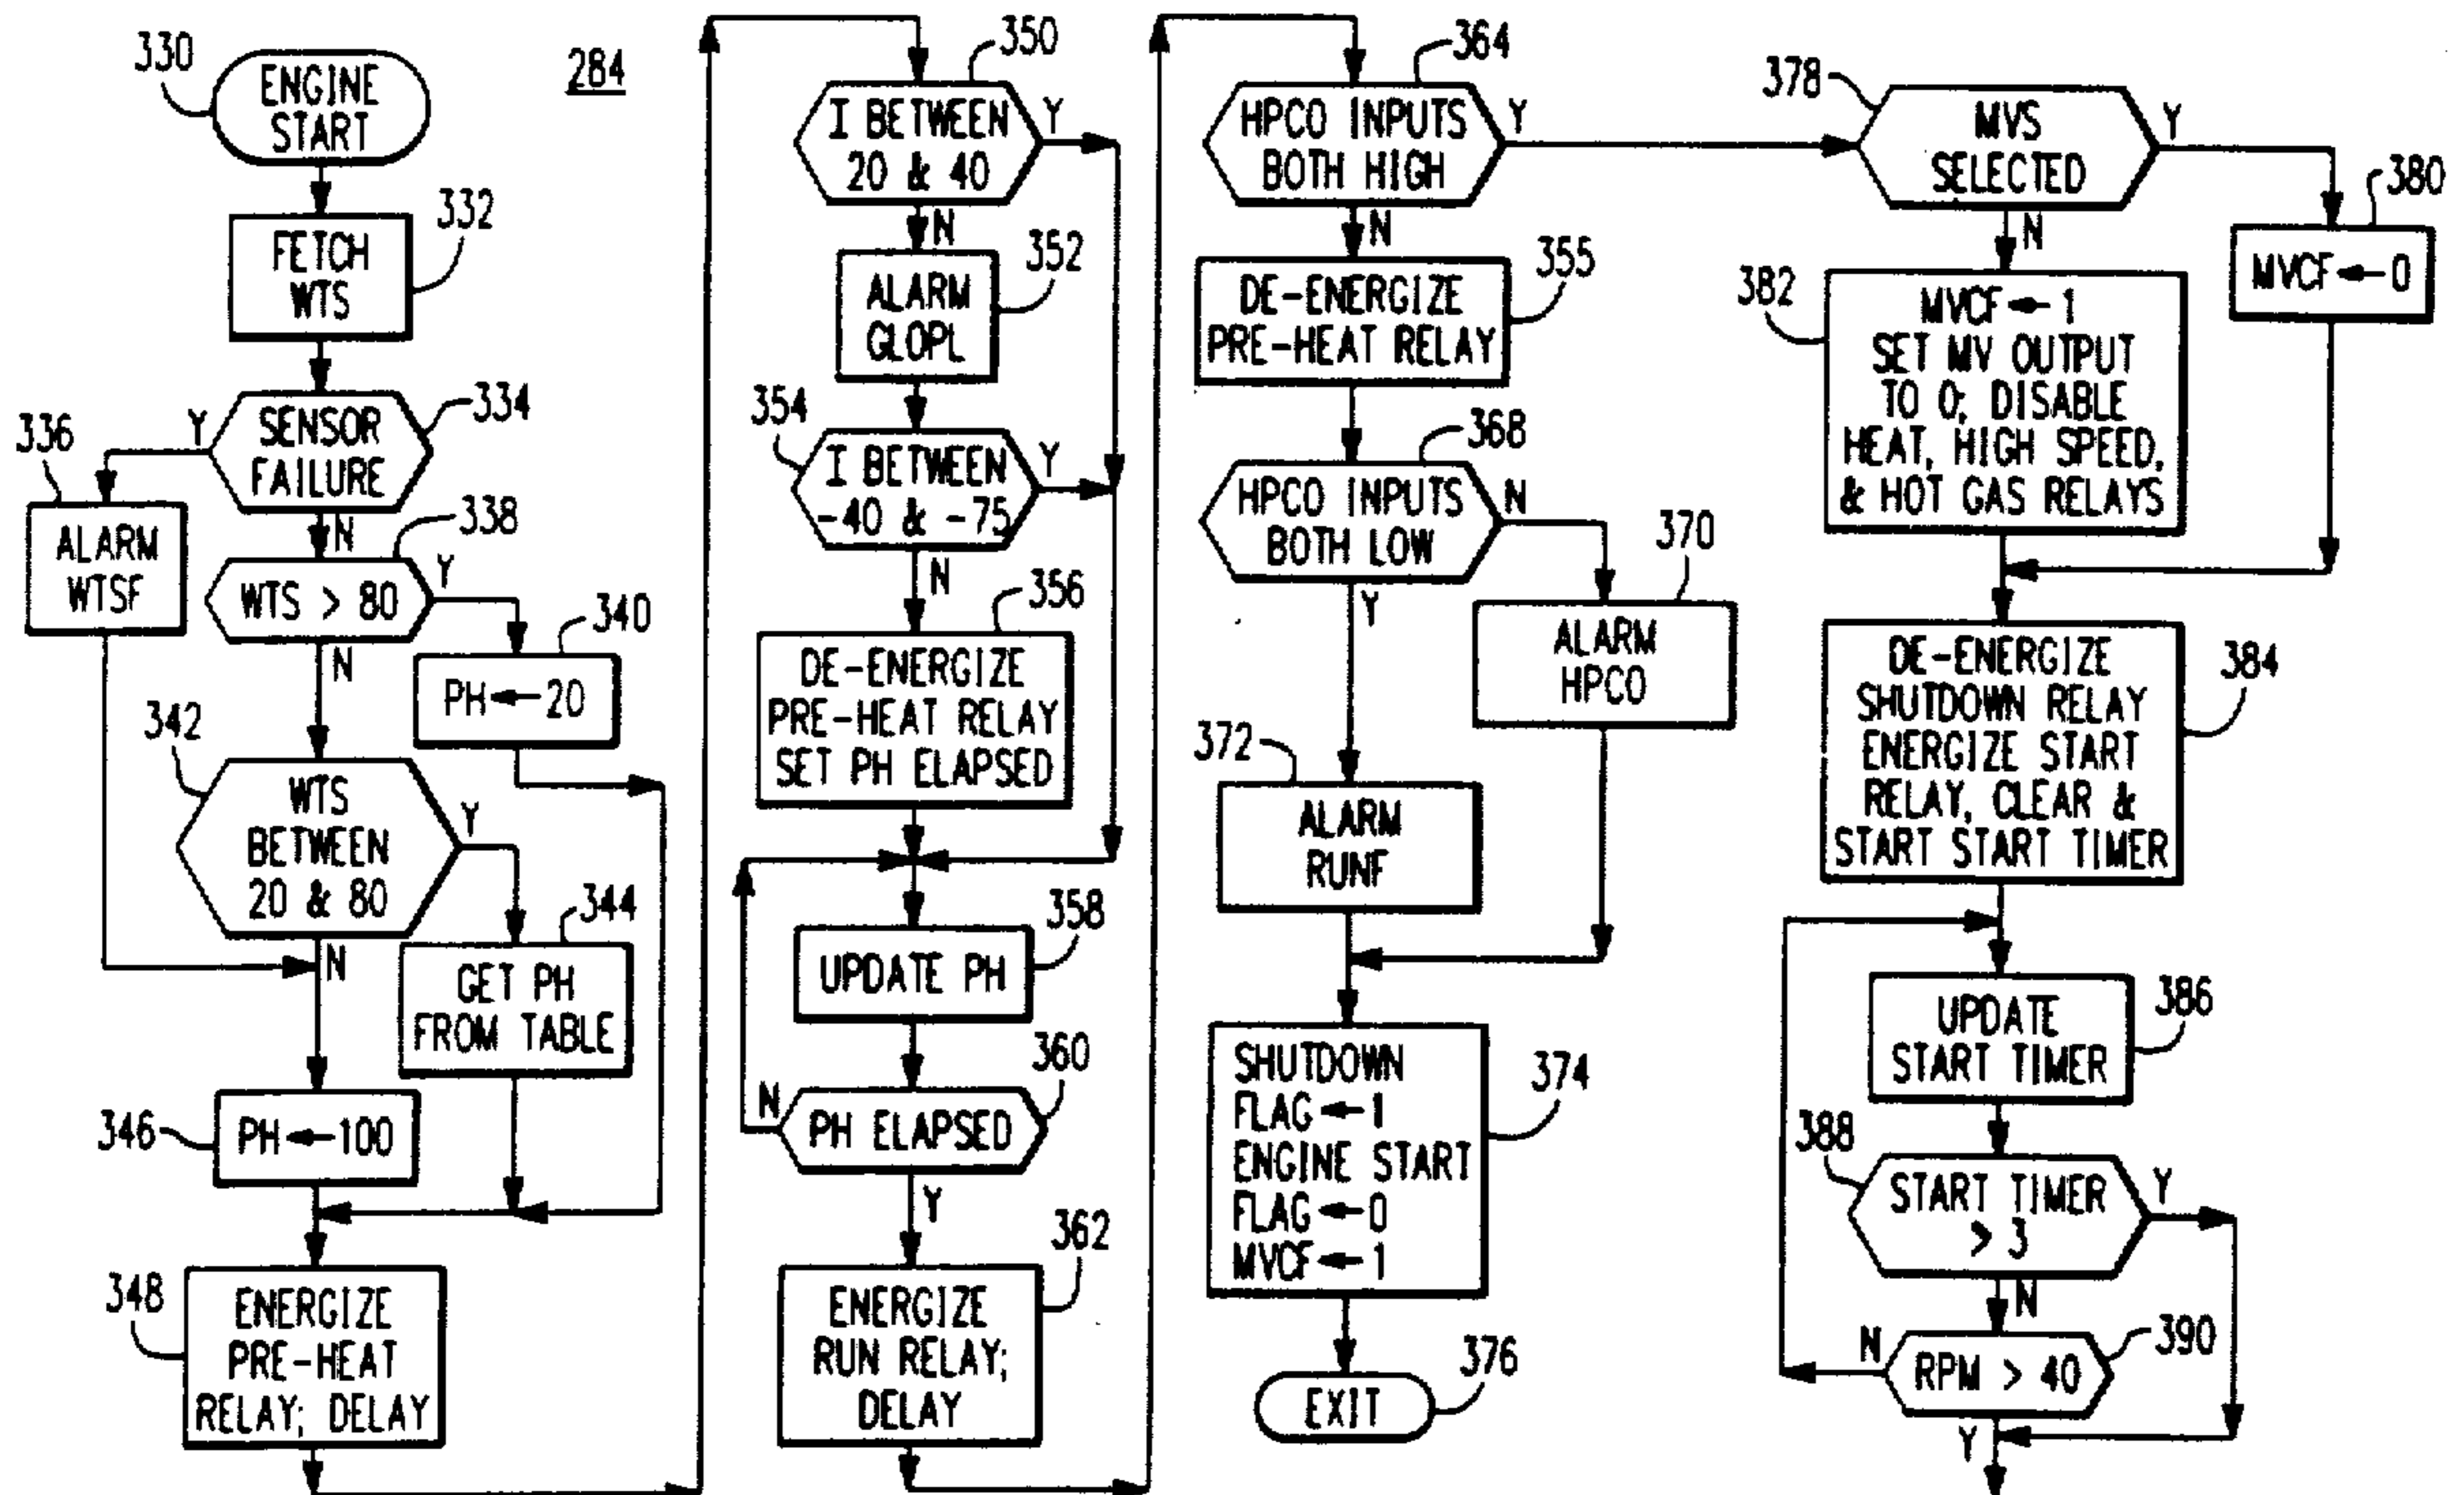 284
330
ENGINE
START
332
FETCH
WTS
334
Y
SENSOR
FAILURE
N
336
ALARM
WTSF
338
WTS > 80
Y
N
340
PH ← 20
342
WTS
BETWEEN
20 & 80
Y
N
344
GET PH
FROM TABLE
346
PH ← 100
348
ENERGIZE
PRE-HEAT
RELAY; DELAY
350
I BETWEEN
20 & 40
Y
N
352
ALARM
GLOPL
354
I BETWEEN
-40 & -75
Y
N
356
DE-ENERGIZE
PRE-HEAT RELAY
SET PH ELAPSED
358
UPDATE PH
360
N
PH ELAPSED
Y
362
ENERGIZE
RUN RELAY;
DELAY
364
HPCO INPUTS
BOTH HIGH
Y
N
355
DE-ENERGIZE
PRE-HEAT RELAY
368
HPCO INPUTS
BOTH LOW
N
Y
370
ALARM
HPCO
372
ALARM
RUNF
374
SHUTDOWN
FLAG ← 1
ENGINE START
FLAG ← 0
MVCF ← 1
376
EXIT
378
MVS
SELECTED
Y
N
380
MVCF ← 0
382
MVCF ← 1
SET MV OUTPUT
TO 0; DISABLE
HEAT, HIGH SPEED,
& HOT GAS RELAYS
384
DE-ENERGIZE
SHUTDOWN RELAY
ENERGIZE START
RELAY, CLEAR &
START START TIMER
386
UPDATE
START TIMER
388
START TIMER
> 3
Y
N
390
N
RPM > 40
Y